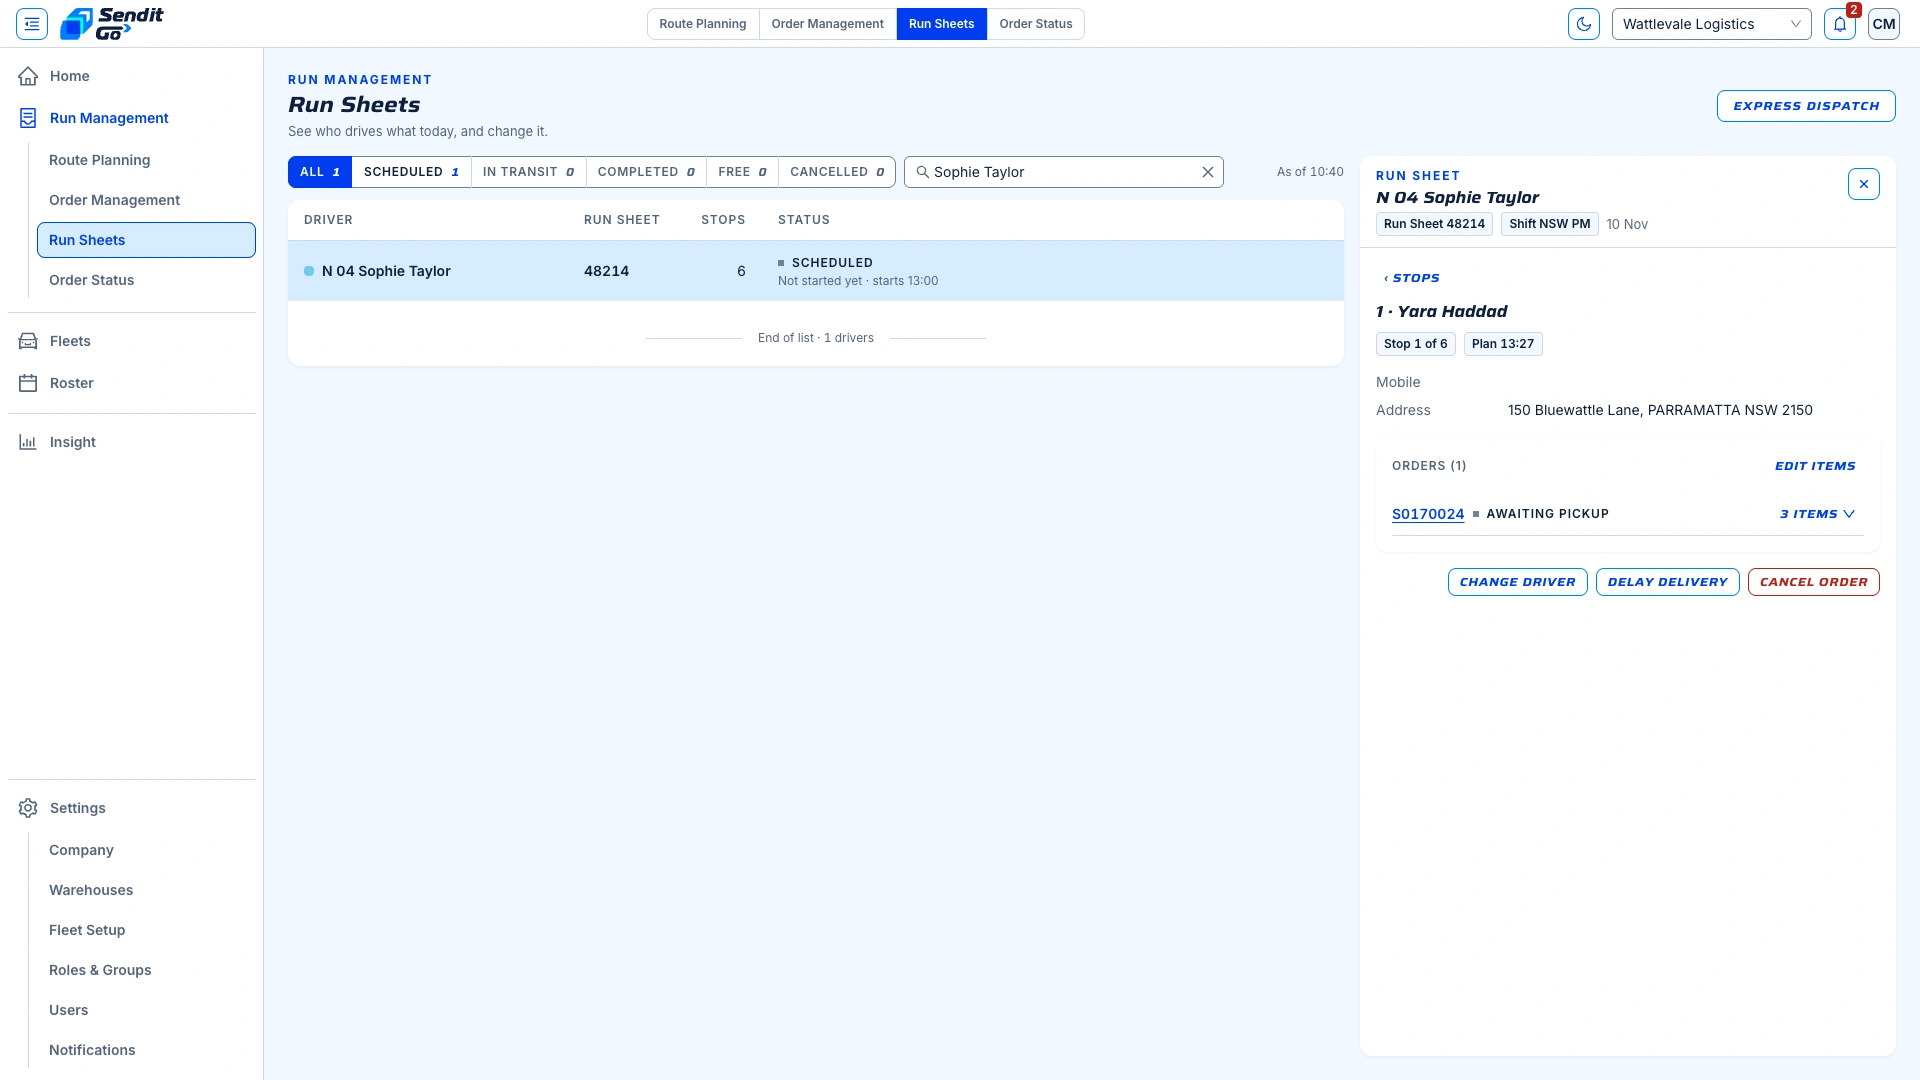 Sendit Go
Route Planning
Order Management
Run Sheets
Order Status
Wattlevale Logistics
2
CM
Home
Run Management
Route Planning
Order Management
Run Sheets
Order Status
Fleets
Roster
Insight
Settings
Company
Warehouses
Fleet Setup
Roles & Groups
Users
Notifications
RUN MANAGEMENT
Run Sheets
See who drives what today, and change it.
EXPRESS DISPATCH
ALL 1
SCHEDULED 1
IN TRANSIT 0
COMPLETED 0
FREE 0
CANCELLED 0
Sophie Taylor
As of 10:40
DRIVER RUN SHEET STOPS STATUS
N 04 Sophie Taylor 48214 6 SCHEDULED
Not started yet · starts 13:00
End of list · 1 drivers
RUN SHEET
N 04 Sophie Taylor
Run Sheet 48214 Shift NSW PM 10 Nov
‹ STOPS
1 · Yara Haddad
Stop 1 of 6 Plan 13:27
Mobile
Address 150 Bluewattle Lane, PARRAMATTA NSW 2150
ORDERS (1) EDIT ITEMS
S0170024 AWAITING PICKUP 3 ITEMS
CHANGE DRIVER DELAY DELIVERY CANCEL ORDER